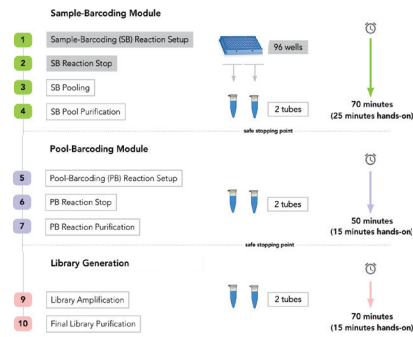 Sample-Barcoding Module
1 Sample-Barcoding (SB) Reaction Setup
96 wells
2 SB Reaction Stop
3 SB Pooling
4 SB Pool Purification
2 tubes
70 minutes
(25 minutes hands-on)
safe stopping point
Pool-Barcoding Module
5 Pool-Barcoding (PB) Reaction Setup
6 PB Reaction Stop
2 tubes
7 PB Reaction Purification
50 minutes
(15 minutes hands-on)
safe stopping point
Library Generation
9 Library Amplification
2 tubes
10 Final Library Purification
70 minutes
(15 minutes hands-on)